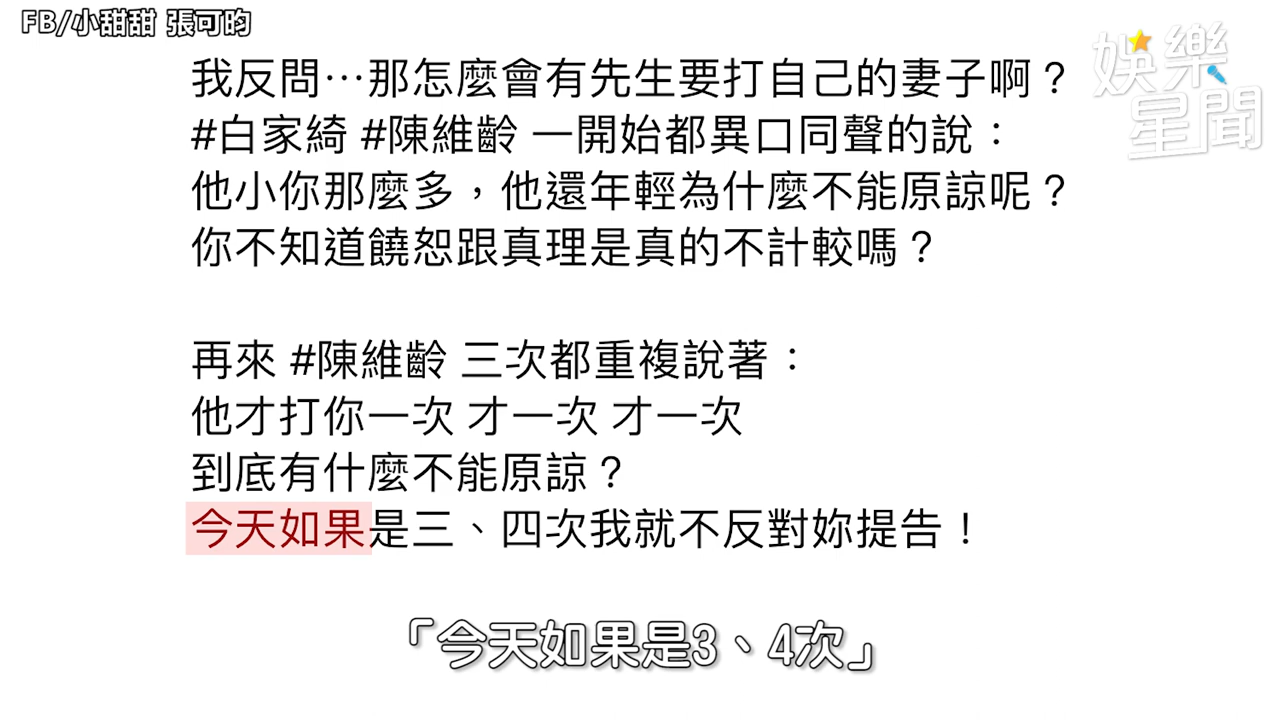 FB/小甜甜 張可昀
娛樂
星聞
我反問…那怎麼會有先生要打自己的妻子啊？
#白家綺 #陳維齡 一開始都異口同聲的說：
他小你那麼多，他還年輕為什麼不能原諒呢？
你不知道饒恕跟真理是真的不計較嗎？
再來 #陳維齡 三次都重複說著：
他才打你一次 才一次 才一次
到底有什麼不能原諒？
今天如果是三、四次我就不反對妳提告！
「今天如果是3、4次」